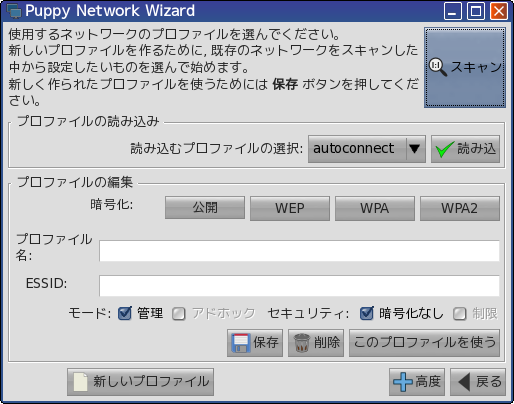 Puppy Network Wizard
使用するネットワークのプロファイルを選んでください。
新しいプロファイルを作るために, 既存のネットワークをスキャンした
中から設定したいものを選んで始めます。
新しく作られたプロファイルを使うためには 保存 ボタンを押してくだ
さい。
スキャン
プロファイルの読み込み
読み込むプロファイルの選択: autoconnect 読み込
プロファイルの編集
暗号化: 公開 WEP WPA WPA2
プロファイル
名:
ESSID:
モード: 管理 アドホック セキュリティ: 暗号化なし 制限
保存 削除 このプロファイルを使う
新しいプロファイル 高度 戻る